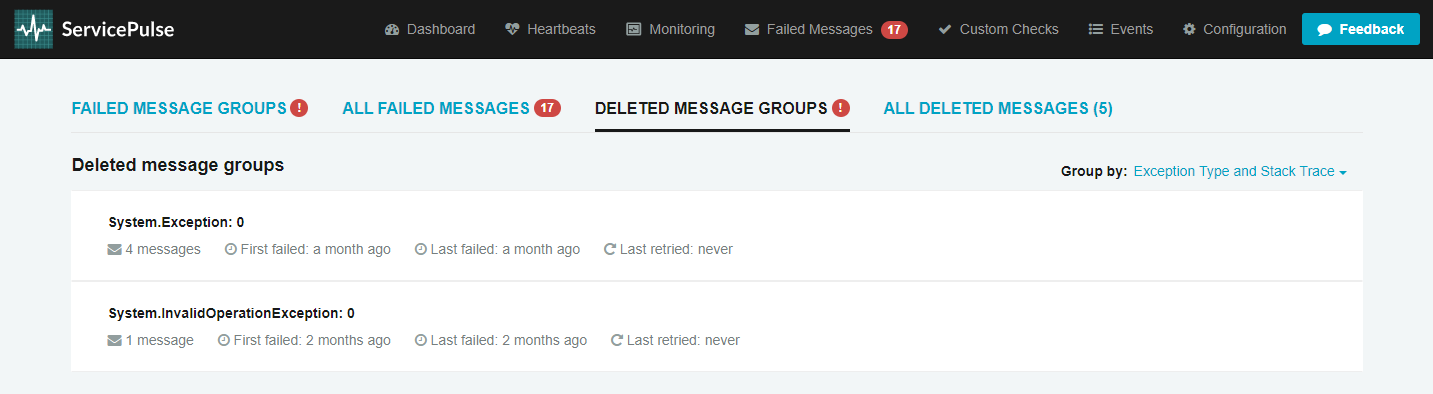 ServicePulse Dashboard Heartbeats Monitoring Failed Messages 17 Custom Checks Events Configuration Feedback
FAILED MESSAGE GROUPS ! ALL FAILED MESSAGES 17 DELETED MESSAGE GROUPS ! ALL DELETED MESSAGES (5)
Deleted message groups Group by: Exception Type and Stack Trace
System.Exception: 0
4 messages First failed: a month ago Last failed: a month ago Last retried: never
System.InvalidOperationException: 0
1 message First failed: 2 months ago Last failed: 2 months ago Last retried: never